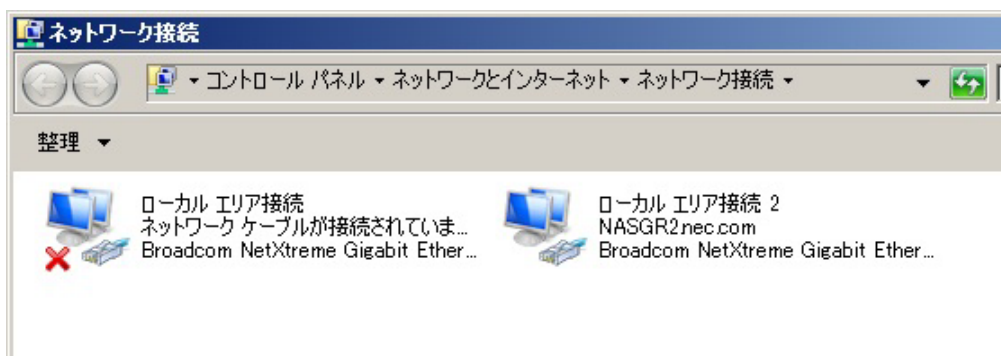 ネットワーク接続
コントロール パネル ネットワークとインターネット ネットワーク接続
整理
ローカル エリア接続
ネットワーク ケーブルが接続されていま...
Broadcom NetXtreme Gigabit Ether...
ローカル エリア接続 2
NASGR2.nec.com
Broadcom NetXtreme Gigabit Ether...